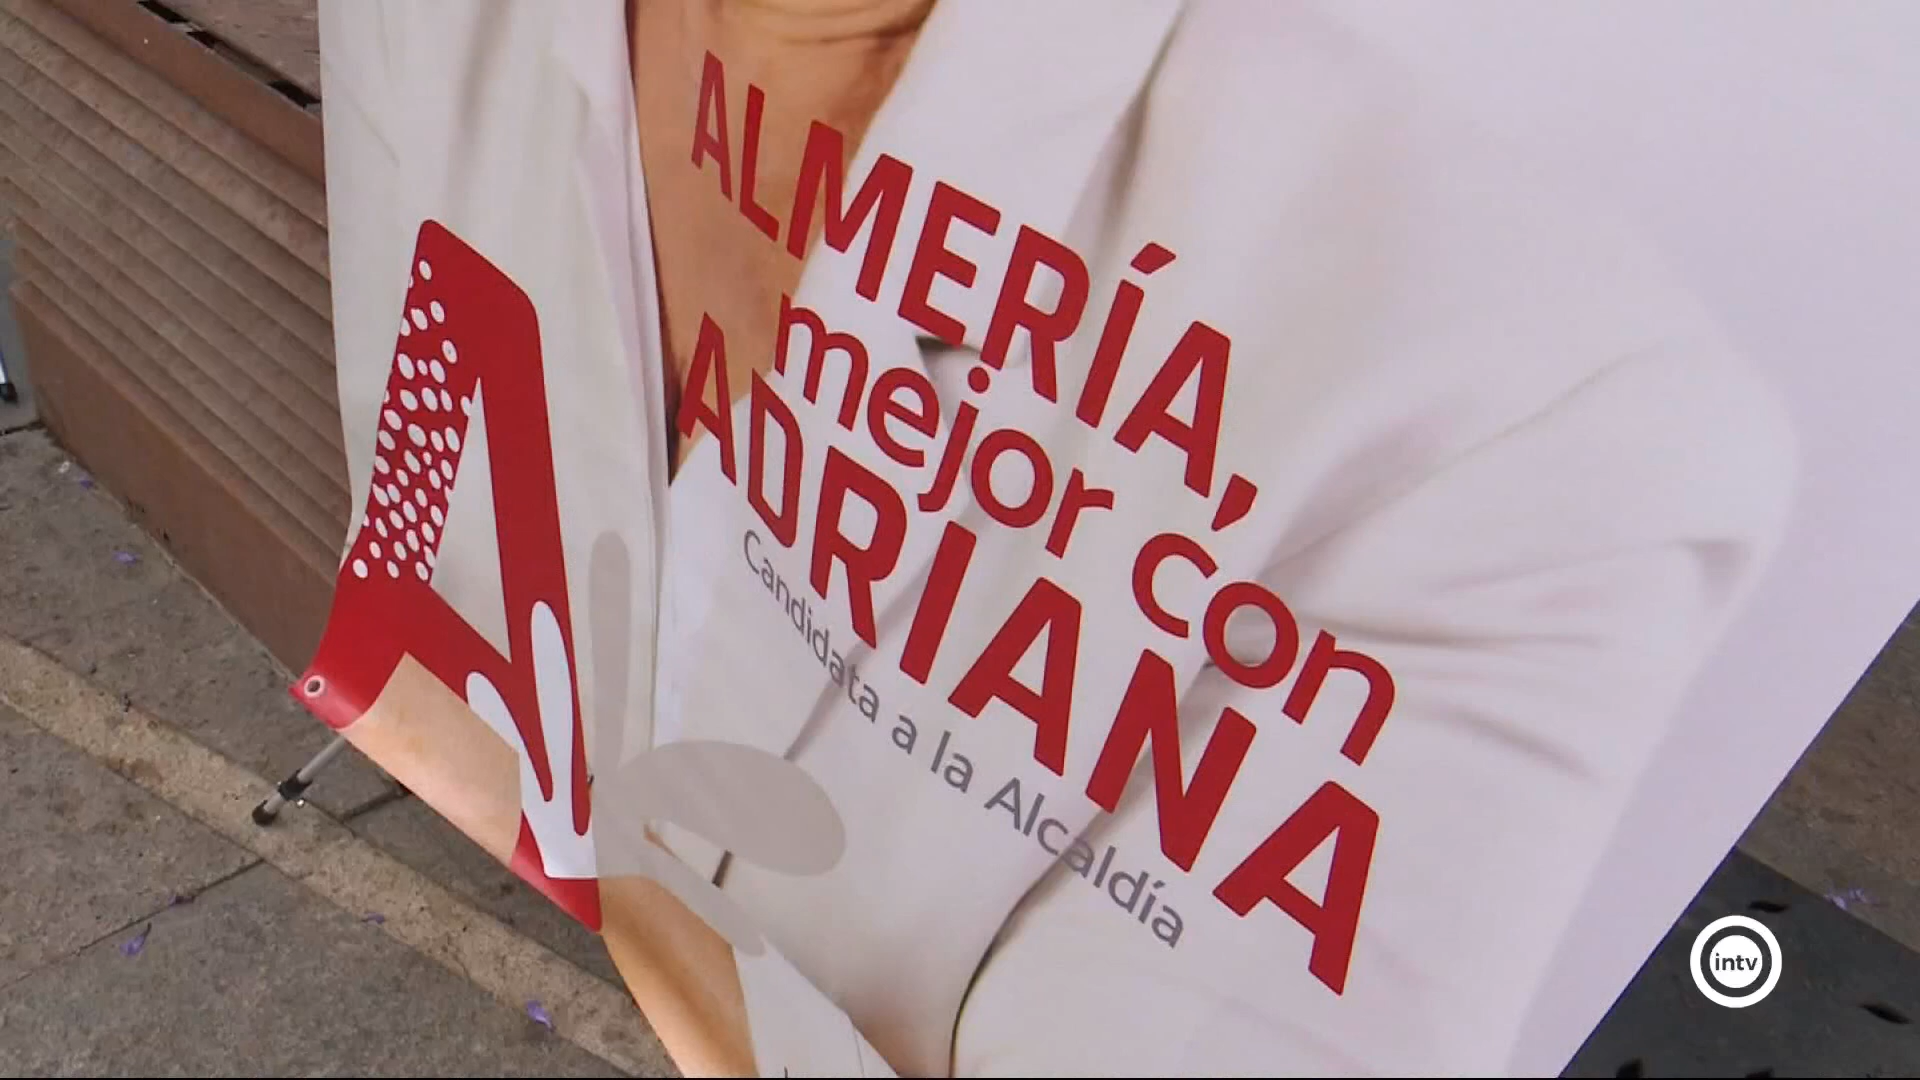 ALMERÍA,
mejor con
ADRIANA
Candidata a la Alcaldía
A
intv